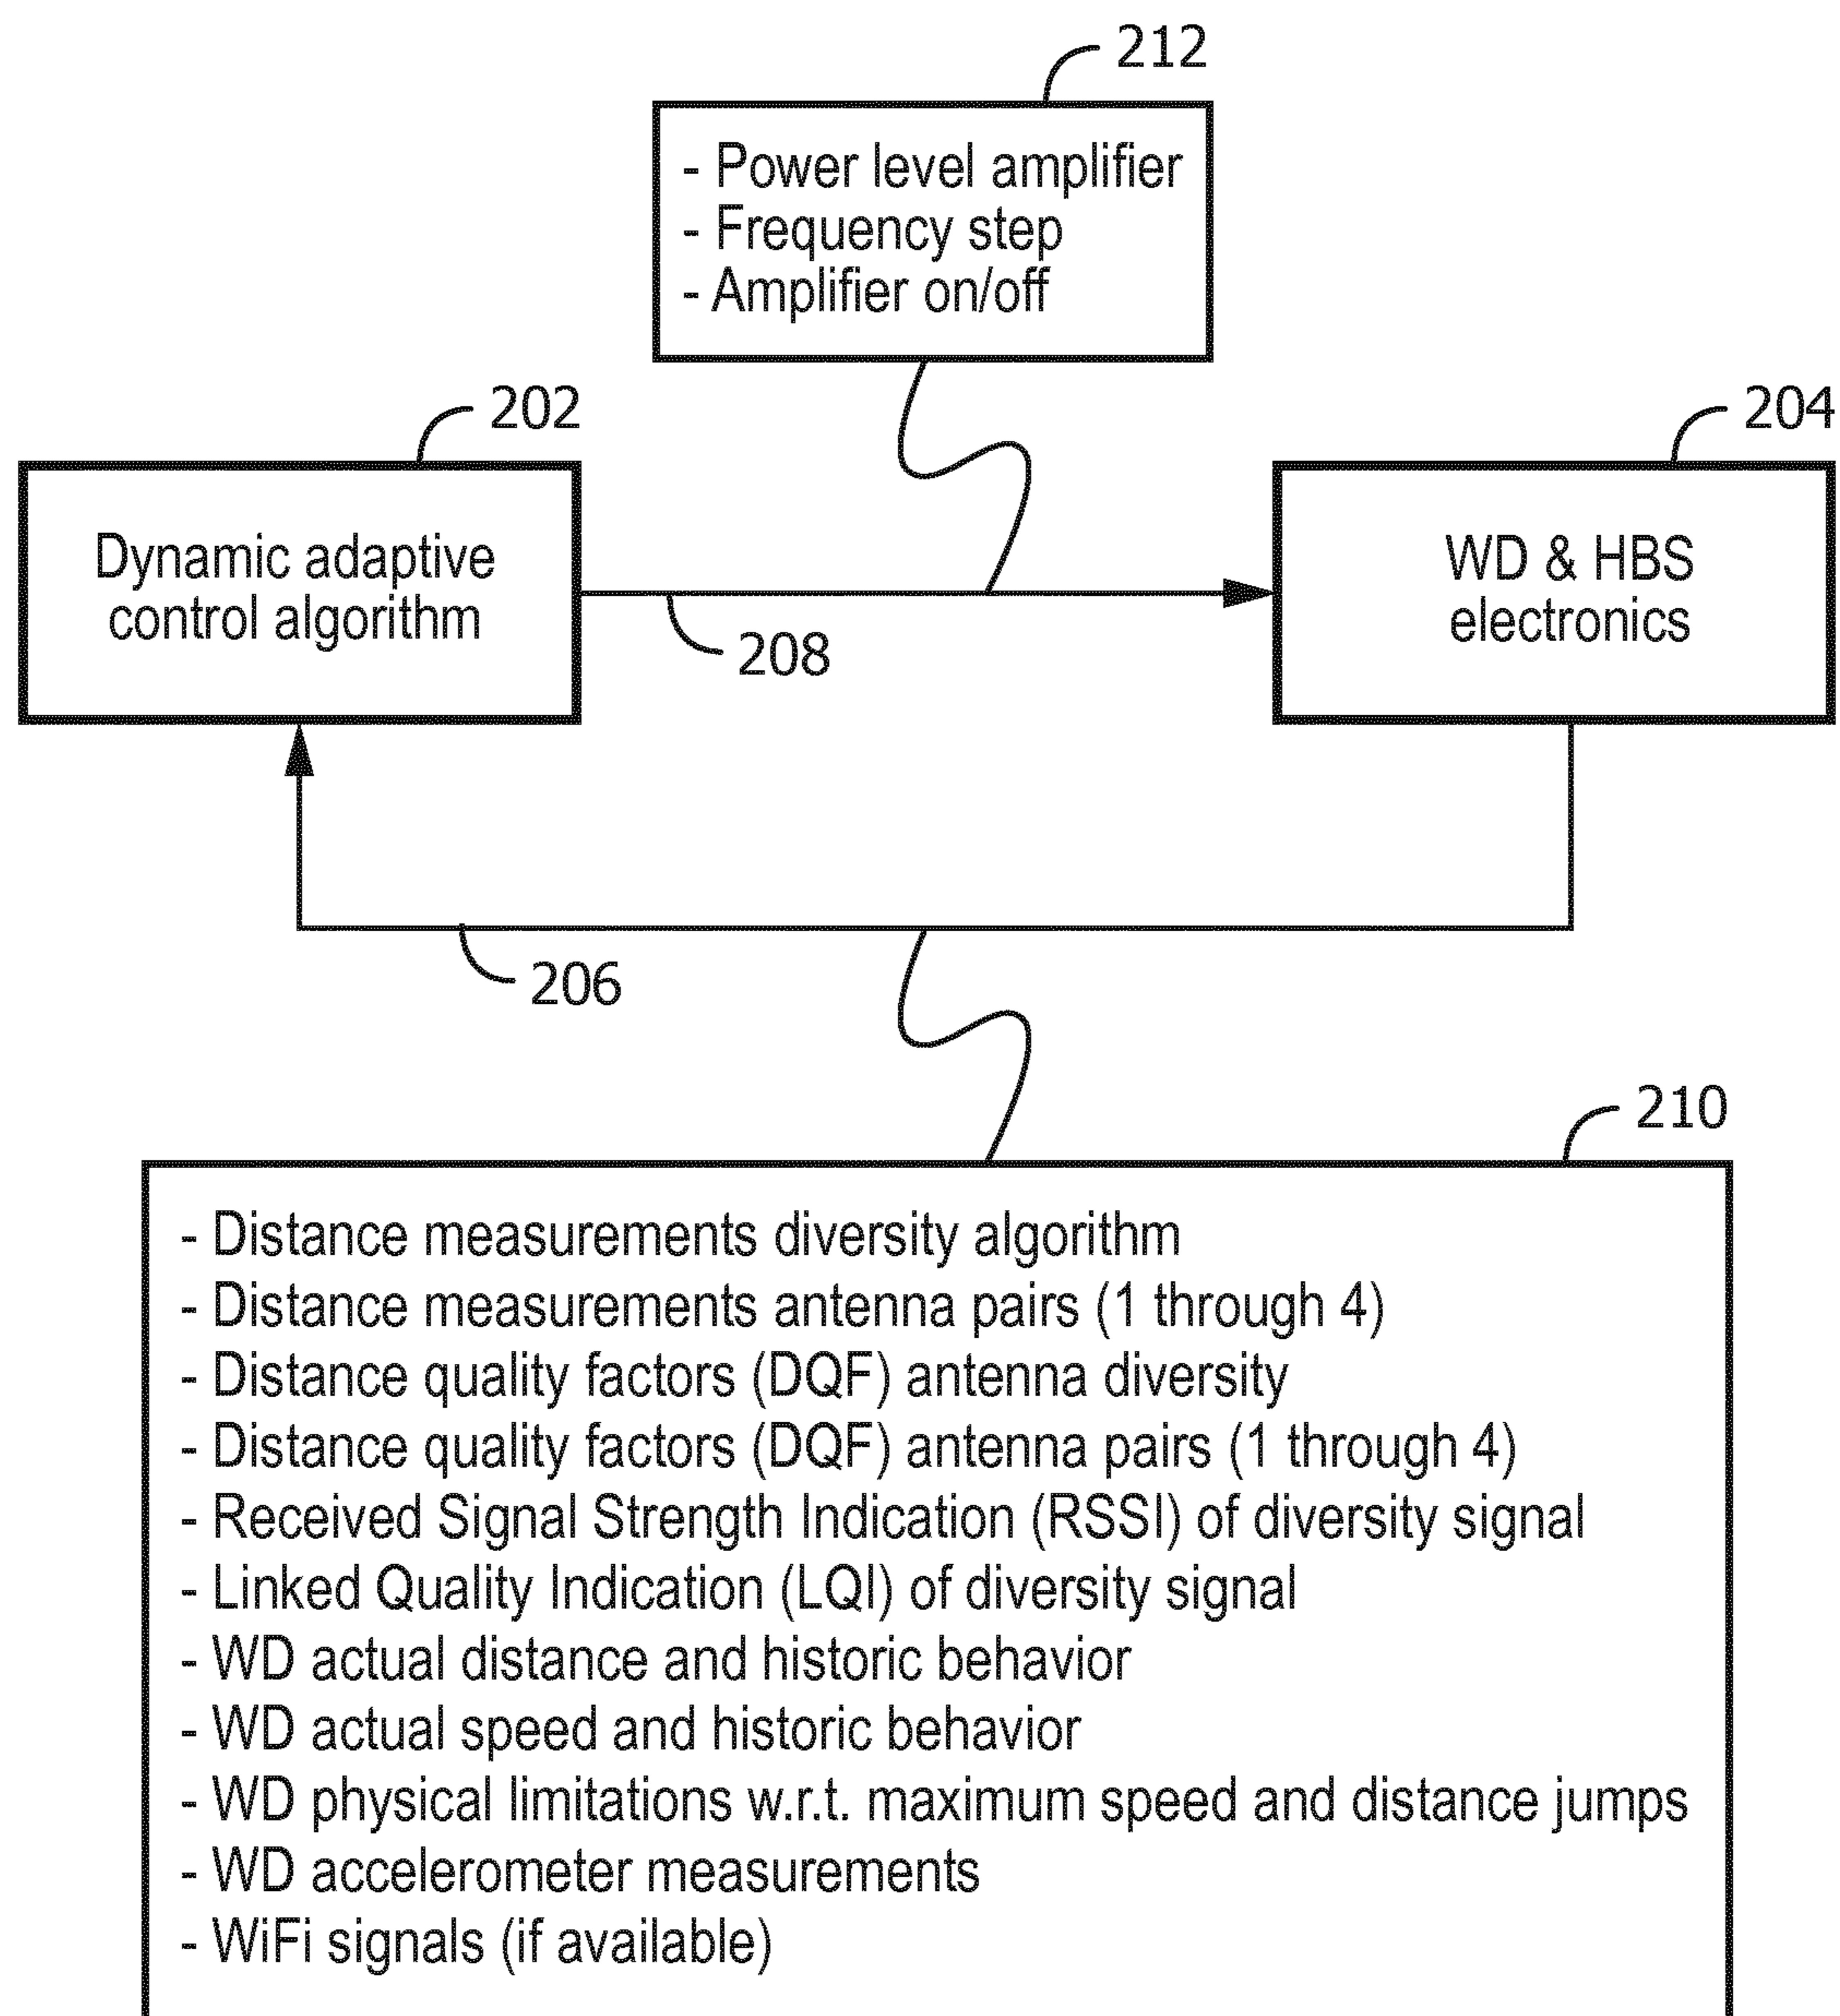 212
- Power level amplifier
- Frequency step
- Amplifier on/off
202
204
Dynamic adaptive
control algorithm
WD & HBS
electronics
208
206
210
- Distance measurements diversity algorithm
- Distance measurements antenna pairs (1 through 4)
- Distance quality factors (DQF) antenna diversity
- Distance quality factors (DQF) antenna pairs (1 through 4)
- Received Signal Strength Indication (RSSI) of diversity signal
- Linked Quality Indication (LQI) of diversity signal
- WD actual distance and historic behavior
- WD actual speed and historic behavior
- WD physical limitations w.r.t. maximum speed and distance jumps
- WD accelerometer measurements
- WiFi signals (if available)